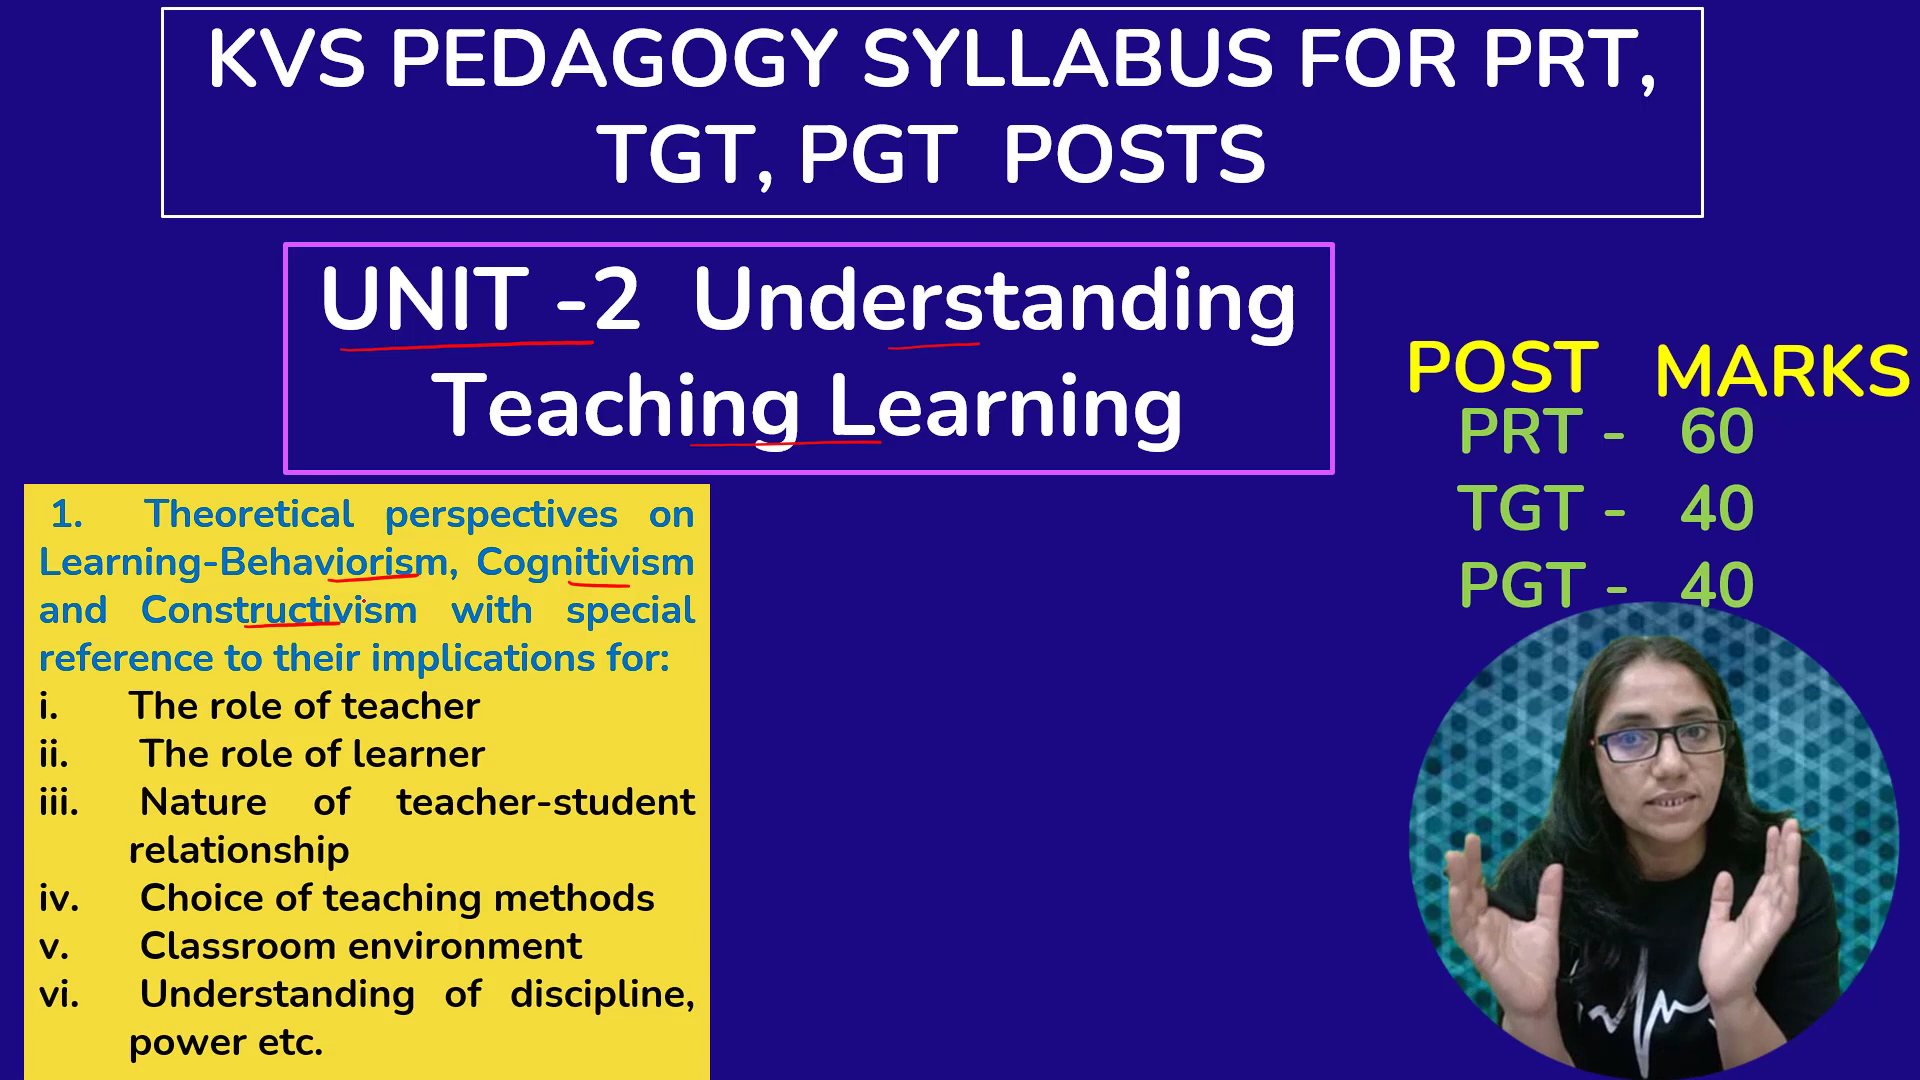 KVS PEDAGOGY SYLLABUS FOR PRT,
TGT, PGT POSTS
UNIT -2 Understanding
Teaching Learning
POST MARKS
PRT - 60
TGT - 40
PGT - 40
1. Theoretical perspectives on
Learning-Behaviorism, Cognitivism
and Constructivism with special
reference to their implications for:
i. The role of teacher
ii. The role of learner
iii. Nature of teacher-student
relationship
iv. Choice of teaching methods
v. Classroom environment
vi. Understanding of discipline,
power etc.